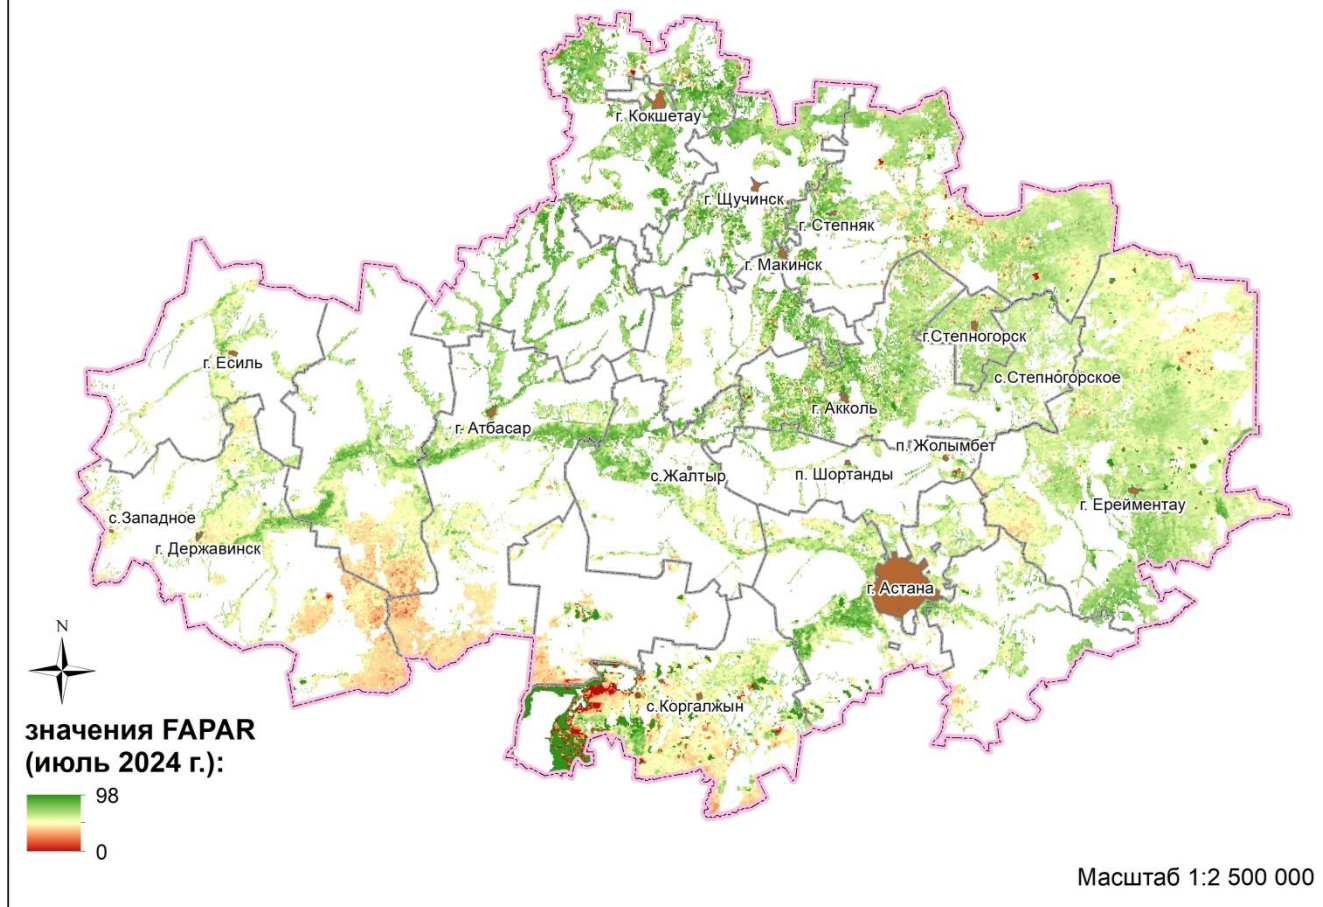 г. Кокшетау
г. Щучинск
г. Степняк
г. Макинск
г.Степногорск
г. Есиль
с.Степногорское
г. Акколь
г. Атбасар
п. Жолымбет
с.Жалтыр
п. Шортанды
г. Ерейментау
с.Западное
г. Державинск
г. Астана
N
с.Коргалжын
значения FAPAR
(июль 2024 г.):
98
0
Масштаб 1:2 500 000